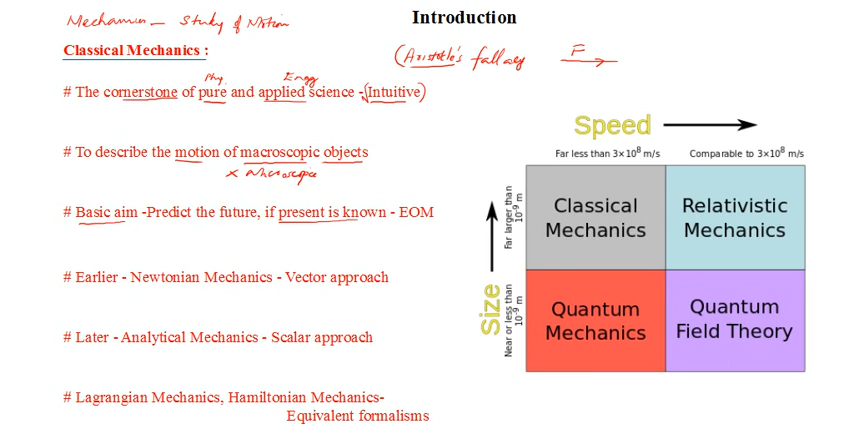 Mechanics – Study of Motion
Introduction
Classical Mechanics :
(Aristotle's fallacy F
Phy. Engg
# The cornerstone of pure and applied science -(Intuitive)
# To describe the motion of macroscopic objects
x microscopic
# Basic aim -Predict the future, if present is known - EOM
# Earlier - Newtonian Mechanics - Vector approach
# Later - Analytical Mechanics - Scalar approach
# Lagrangian Mechanics, Hamiltonian Mechanics-
Equivalent formalisms
Speed
Far less than 3×10⁸ m/s
Comparable to 3×10⁸ m/s
Size
Far larger than
10⁻⁹ m
Near or less than
10⁻⁹ m
Classical
Mechanics
Relativistic
Mechanics
Quantum
Mechanics
Quantum
Field Theory